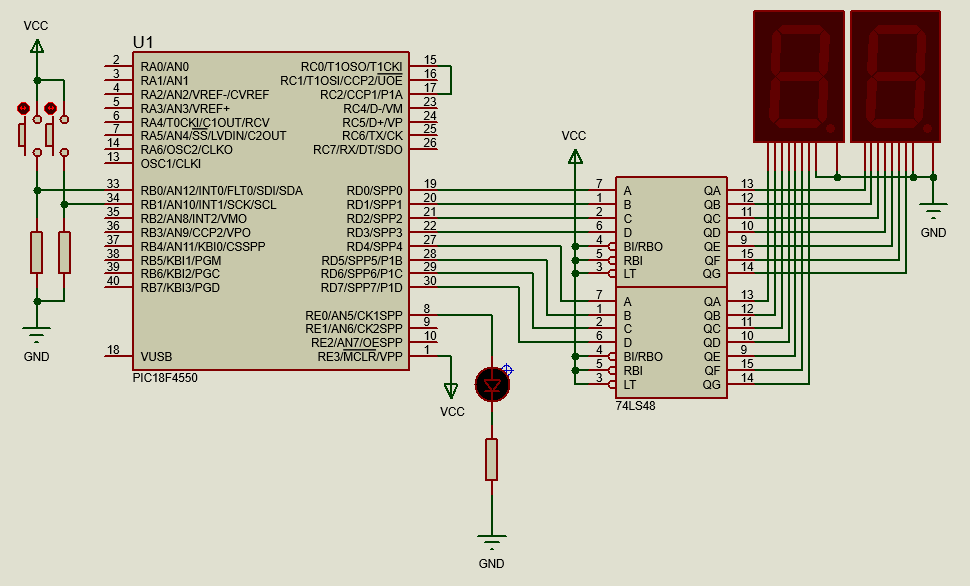 VCC
U1
2 RA0/AN0 RC0/T1OSO/T1CKI 15
3 RA1/AN1 RC1/T1OSI/CCP2/UOE 16
4 RA2/AN2/VREF-/CVREF RC2/CCP1/P1A 17
5 RA3/AN3/VREF+ RC4/D-/VM 23
6 RA4/T0CKI/C1OUT/RCV RC5/D+/VP 24
7 RA5/AN4/SS/LVDIN/C2OUT RC6/TX/CK 25
14 RA6/OSC2/CLKO RC7/RX/DT/SDO 26
13 OSC1/CLKI
33 RB0/AN12/INT0/FLT0/SDI/SDA RD0/SPP0 19
34 RB1/AN10/INT1/SCK/SCL RD1/SPP1 20
35 RB2/AN8/INT2/VMO RD2/SPP2 21
36 RB3/AN9/CCP2/VPO RD3/SPP3 22
37 RB4/AN11/KBI0/CSSPP RD4/SPP4 27
38 RB5/KBI1/PGM RD5/SPP5/P1B 28
39 RB6/KBI2/PGC RD6/SPP6/P1C 29
40 RB7/KBI3/PGD RD7/SPP7/P1D 30
RE0/AN5/CK1SPP 8
RE1/AN6/CK2SPP 9
RE2/AN7/OESPP 10
18 VUSB RE3/MCLR/VPP 1
PIC18F4550
GND
VCC
GND
VCC
7 A QA 13
1 B QB 12
2 C QC 11
6 D QD 10
4 BI/RBO QE 9
5 RBI QF 15
3 LT QG 14
7 A QA 13
1 B QB 12
2 C QC 11
6 D QD 10
4 BI/RBO QE 9
5 RBI QF 15
3 LT QG 14
74LS48
GND